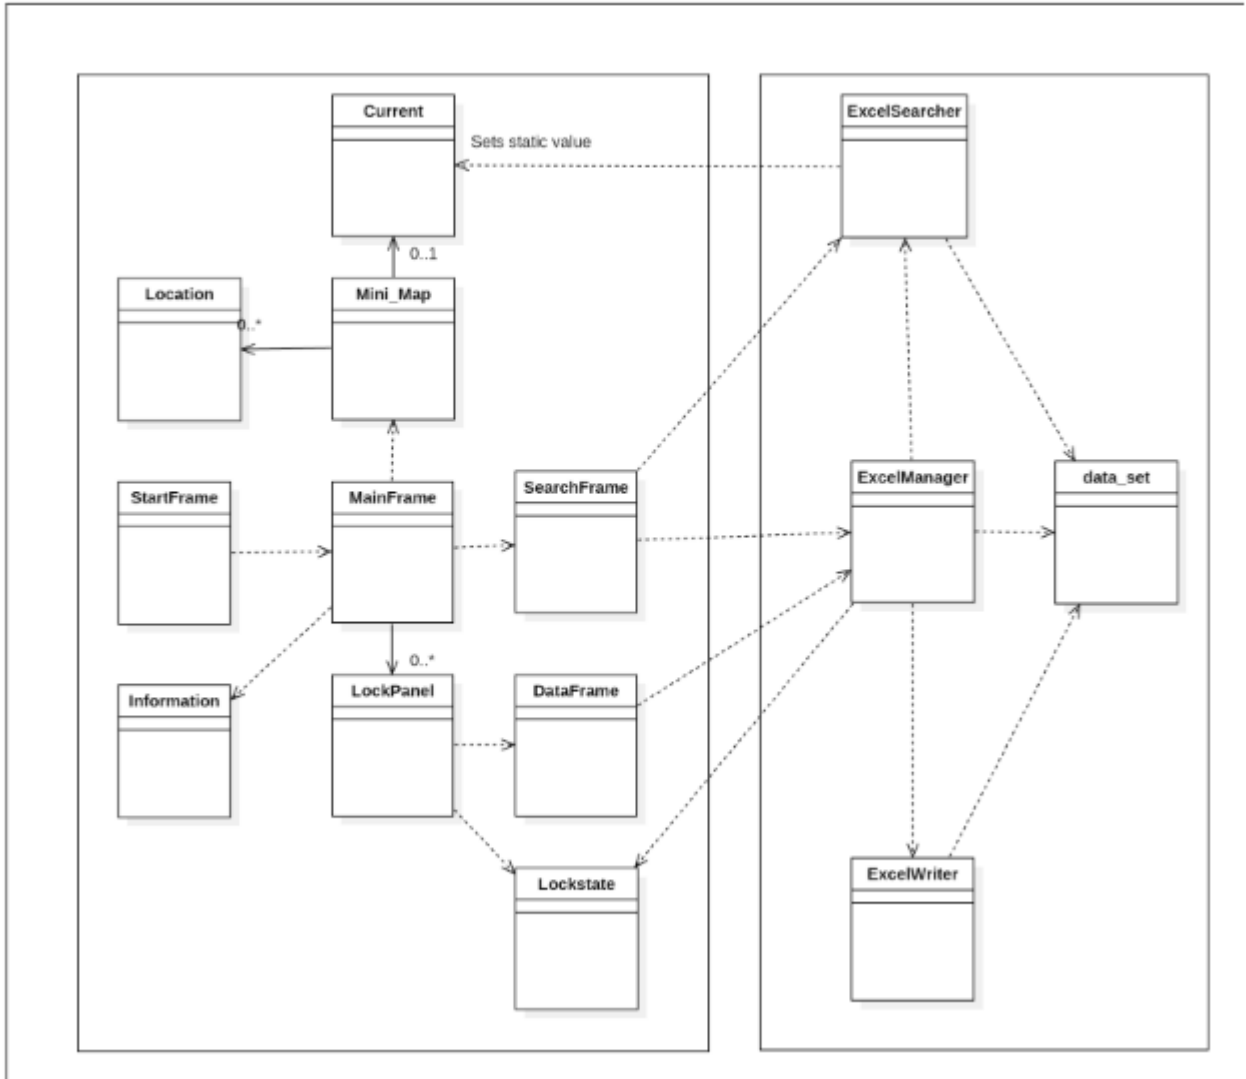 Current
ExcelSearcher
Sets static value
0..1
Location
Mini_Map
0..*
StartFrame
MainFrame
SearchFrame
ExcelManager
data_set
0..*
Information
LockPanel
DataFrame
Lockstate
ExcelWriter